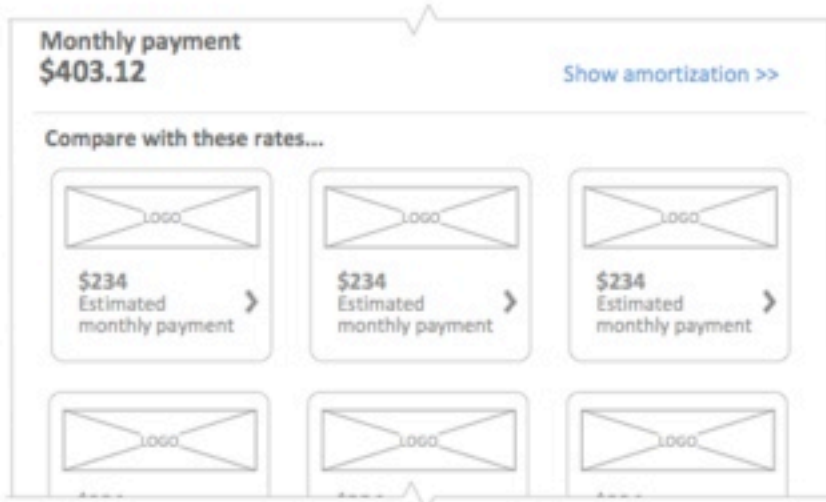 Monthly payment
$403.12
Show amortization >>
Compare with these rates...
LOGO LOGO LOGO
$234 $234 $234
Estimated Estimated Estimated
monthly payment monthly payment monthly payment
LOGO LOGO LOGO